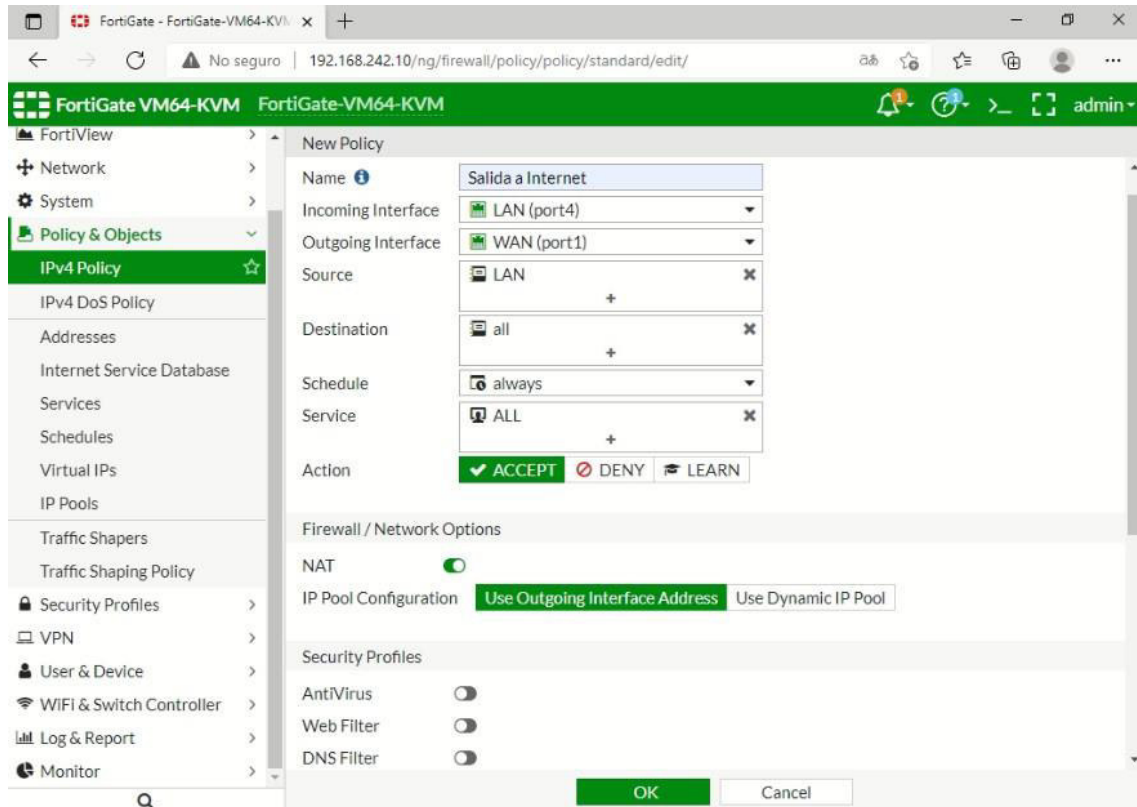 FortiGate - FortiGate-VM64-KVM
No seguro
192.168.242.10/ng/firewall/policy/policy/standard/edit/
FortiGate VM64-KVM FortiGate-VM64-KVM
1
1
admin
FortiView
Network
System
Policy & Objects
IPv4 Policy
IPv4 DoS Policy
Addresses
Internet Service Database
Services
Schedules
Virtual IPs
IP Pools
Traffic Shapers
Traffic Shaping Policy
Security Profiles
VPN
User & Device
WiFi & Switch Controller
Log & Report
Monitor
New Policy
Name Salida a Internet
Incoming Interface LAN (port4)
Outgoing Interface WAN (port1)
Source LAN
+
Destination all
+
Schedule always
Service ALL
+
Action ACCEPT DENY LEARN
Firewall / Network Options
NAT
IP Pool Configuration Use Outgoing Interface Address Use Dynamic IP Pool
Security Profiles
AntiVirus
Web Filter
DNS Filter
OK Cancel